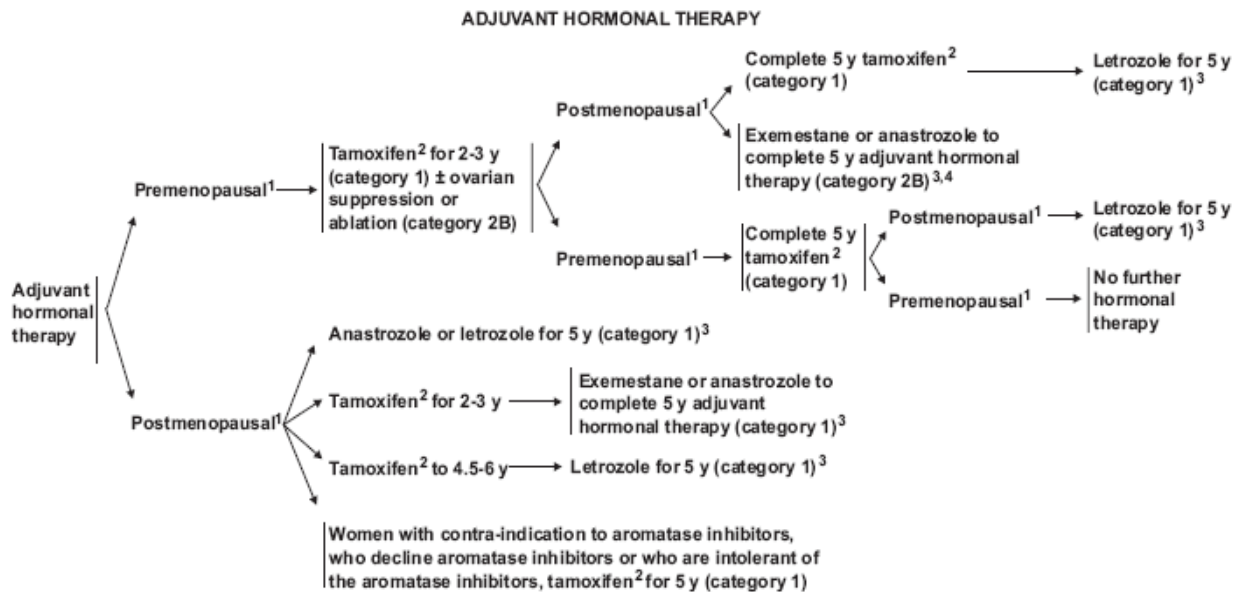 ADJUVANT HORMONAL THERAPY
Complete 5 y tamoxifen²
(category 1)
Letrozole for 5 y
(category 1)³
Postmenopausal¹
Exemestane or anastrozole to
complete 5 y adjuvant hormonal
therapy (category 2B)³,⁴
Tamoxifen² for 2-3 y
(category 1) ± ovarian
suppression or
ablation (category 2B)
Premenopausal¹
Premenopausal¹
Complete 5 y
tamoxifen²
(category 1)
Postmenopausal¹
Letrozole for 5 y
(category 1)³
Premenopausal¹
No further
hormonal
therapy
Adjuvant
hormonal
therapy
Postmenopausal¹
Anastrozole or letrozole for 5 y (category 1)³
Tamoxifen² for 2-3 y
Exemestane or anastrozole to
complete 5 y adjuvant
hormonal therapy (category 1)³
Tamoxifen² to 4.5-6 y
Letrozole for 5 y (category 1)³
Women with contra-indication to aromatase inhibitors,
who decline aromatase inhibitors or who are intolerant of
the aromatase inhibitors, tamoxifen² for 5 y (category 1)